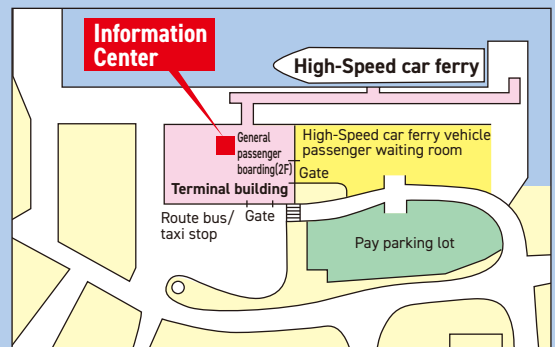 Information
Center
High-Speed car ferry
General
passenger
boarding(2F)
High-Speed car ferry vehicle
passenger waiting room
Gate
Terminal building
Route bus/
taxi stop
Gate
Pay parking lot